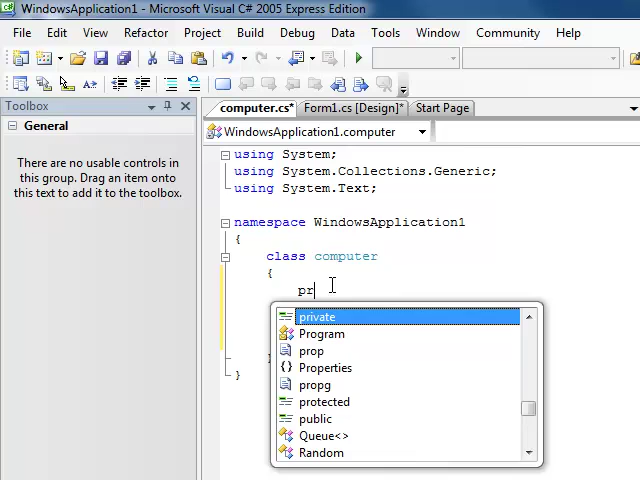 WindowsApplication1 - Microsoft Visual C# 2005 Express Edition
File Edit View Refactor Project Build Debug Data Tools Window Community Help
Toolbox
computer.cs* Form1.cs [Design]* Start Page
General
WindowsApplication1.computer
There are no usable controls in
this group. Drag an item onto
this text to add it to the toolbox.
using System;
using System.Collections.Generic;
using System.Text;
namespace WindowsApplication1
{
class computer
{
pr
private
Program
prop
{} Properties
propg
protected
public
Queue<>
Random
}
}